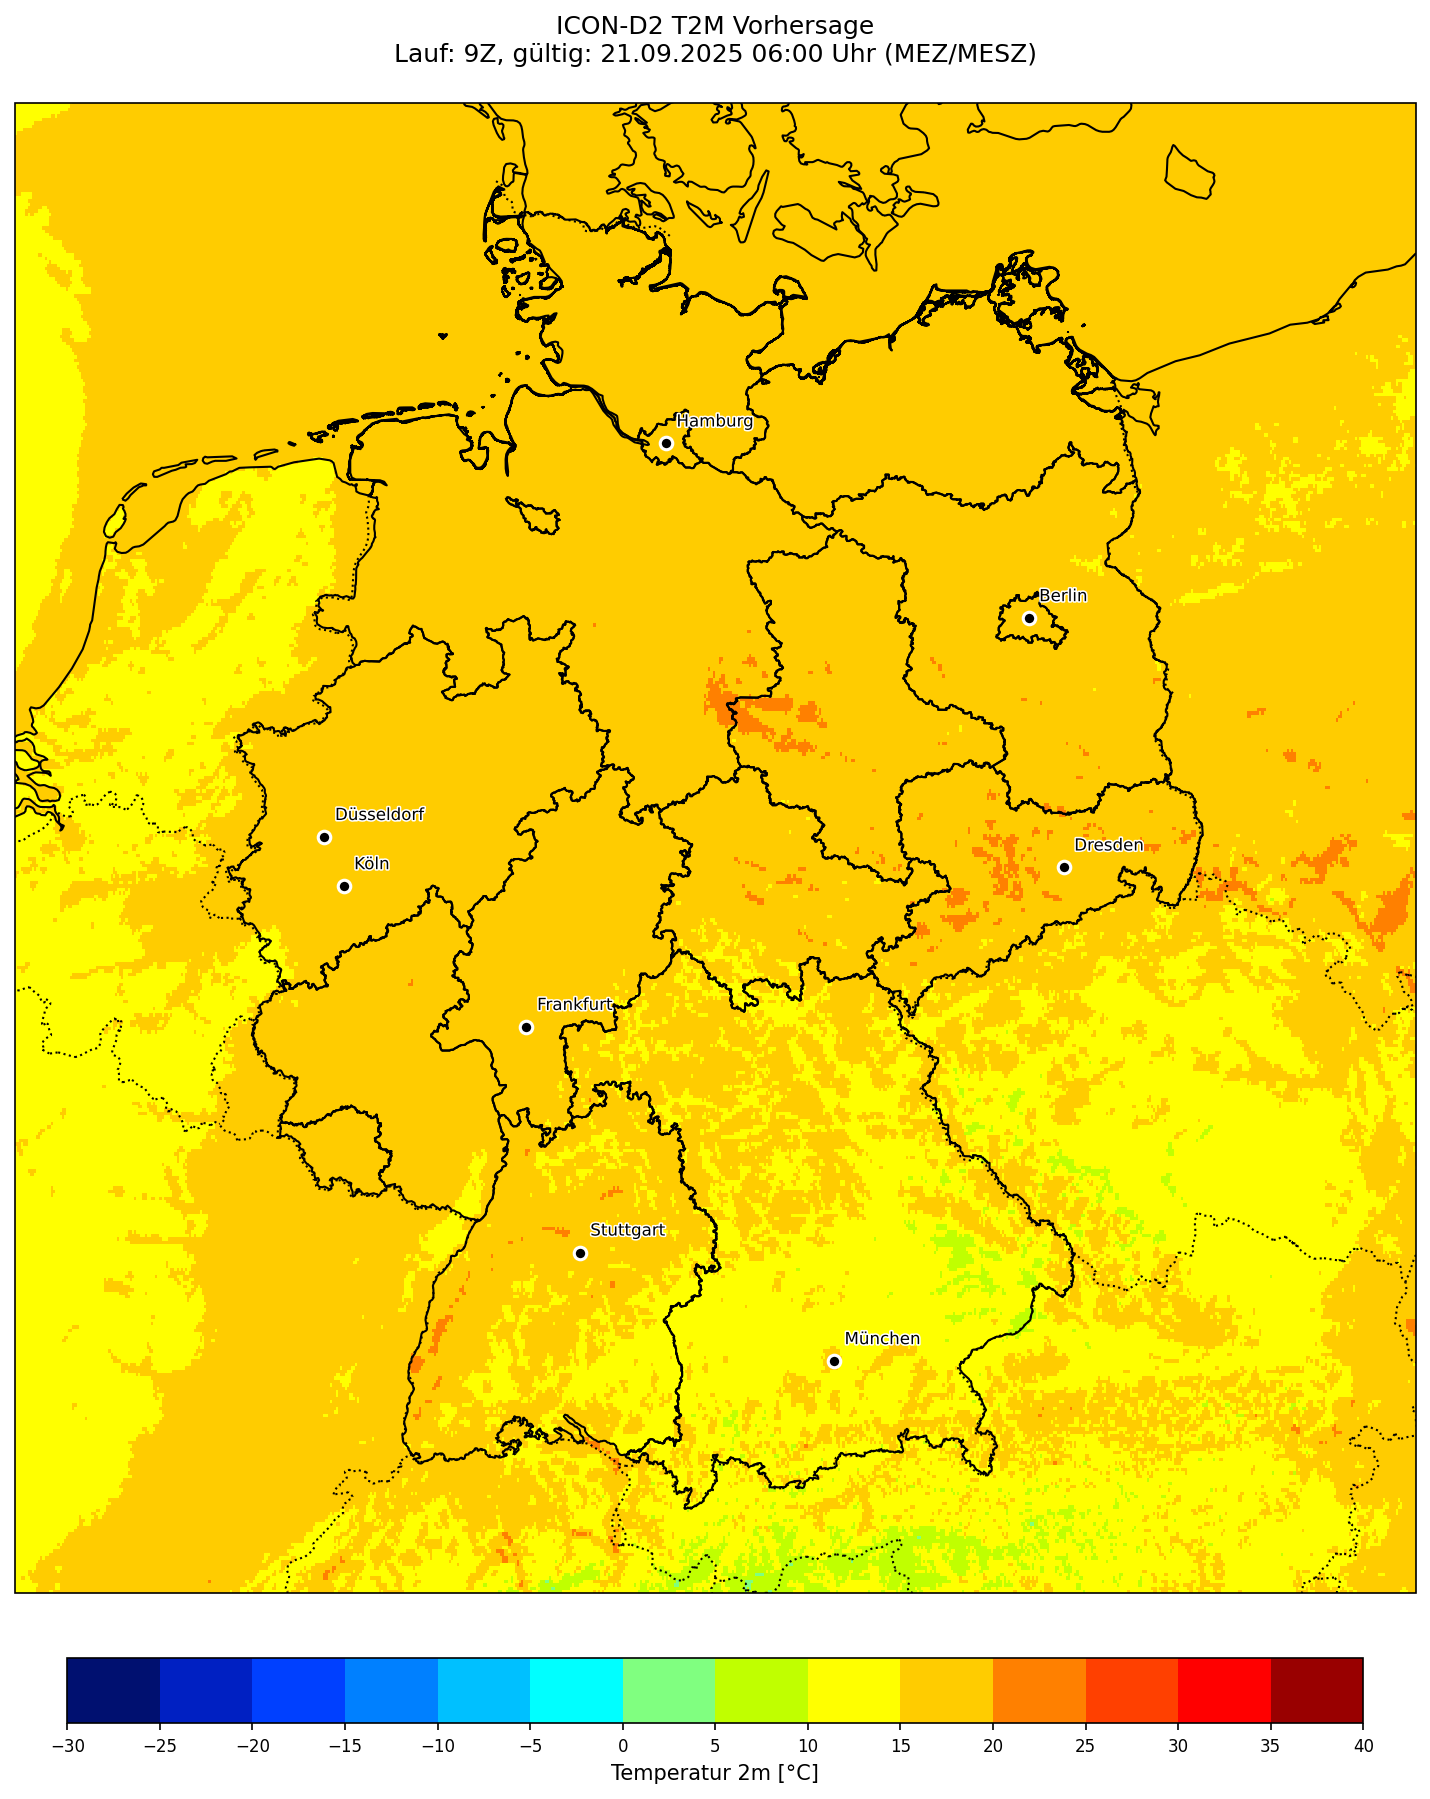 ICON-D2 T2M Vorhersage
Lauf: 9Z, gültig: 21.09.2025 06:00 Uhr (MEZ/MESZ)
Hamburg
Berlin
Düsseldorf
Dresden
Köln
Frankfurt
Stuttgart
München
−30 −25 −20 −15 −10 −5 0 5 10 15 20 25 30 35 40
Temperatur 2m [°C]